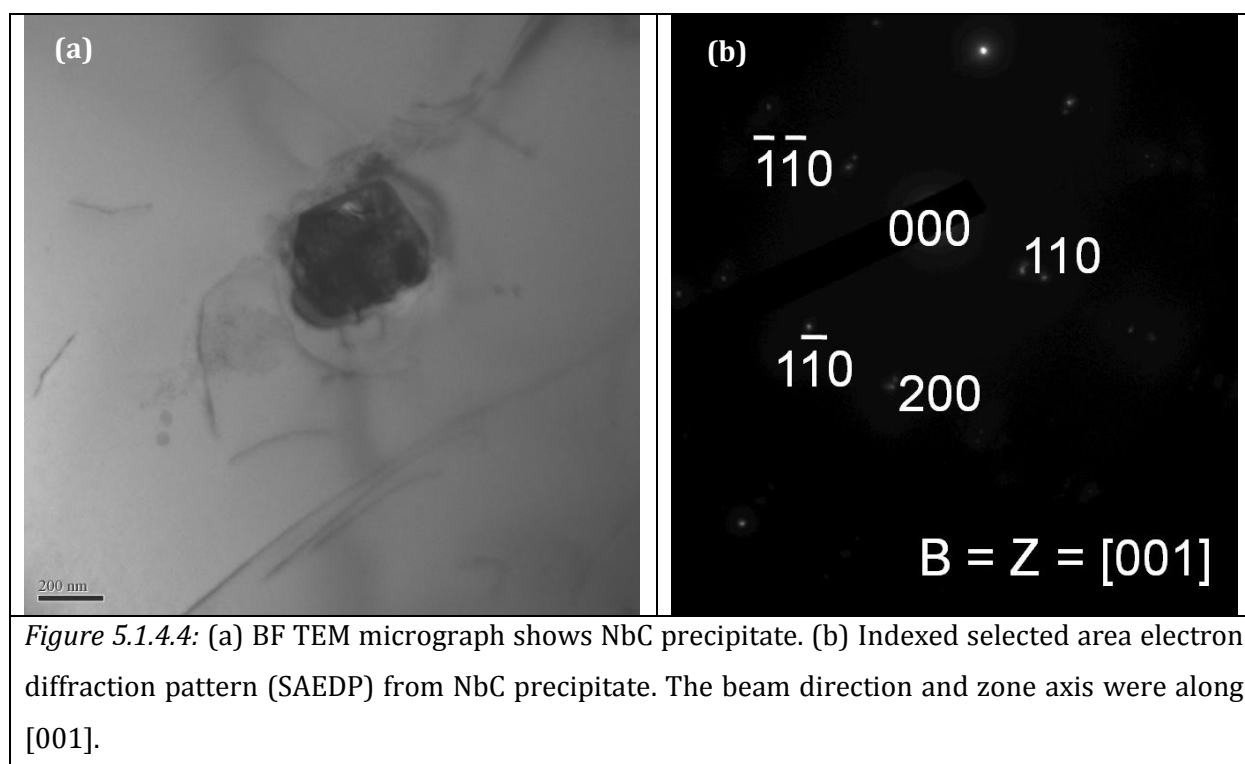 (a)
200 nm
(b)
1̅1̅0
000
110
11̅0
200
B = Z = [001]
Figure 5.1.4.4: (a) BF TEM micrograph shows NbC precipitate. (b) Indexed selected area electron
diffraction pattern (SAEDP) from NbC precipitate. The beam direction and zone axis were along
[001].